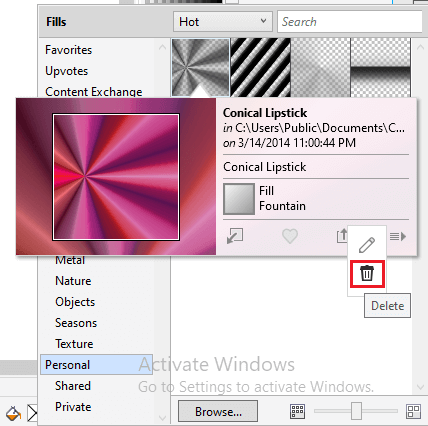 Fills
Hot
Search
Favorites
Upvotes
Content Exchange
Conical Lipstick
in C:\Users\Public\Documents\C...
on 3/14/2014 11:00:44 PM
Conical Lipstick
Fill
Fountain
Delete
Metal
Nature
Objects
Seasons
Texture
Personal
Shared
Private
Activate Windows
Go to Settings to activate Windows.
Browse...